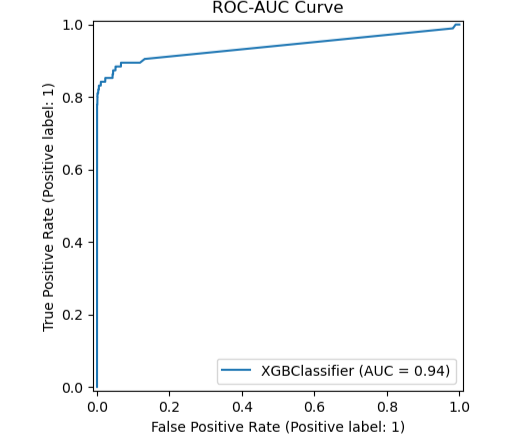 ROC-AUC Curve
1.0
0.8
0.6
0.4
0.2
0.0
True Positive Rate (Positive label: 1)
XGBClassifier (AUC = 0.94)
0.0 0.2 0.4 0.6 0.8 1.0
False Positive Rate (Positive label: 1)